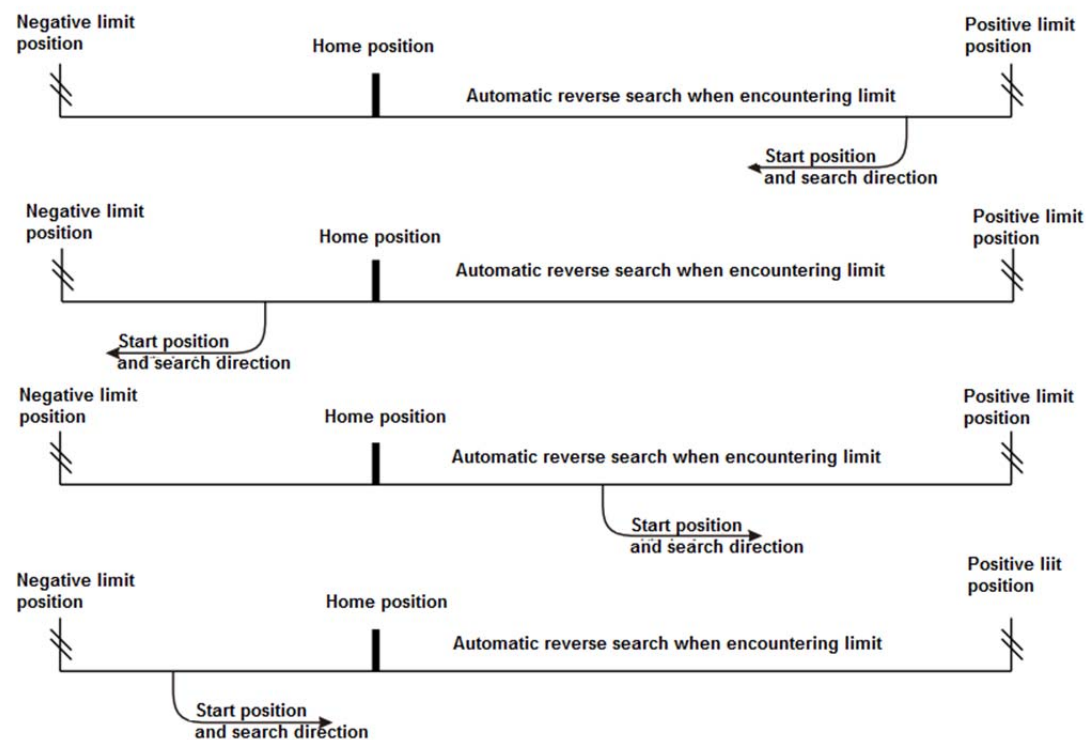 Negative limit
position
Home position
Positive limit
position
Automatic reverse search when encountering limit
Start position
and search direction
Negative limit
position
Home position
Positive limit
position
Automatic reverse search when encountering limit
Start position
and search direction
Negative limit
position
Home position
Positive limit
position
Automatic reverse search when encountering limit
Start position
and search direction
Negative limit
position
Home position
Positive liit
position
Automatic reverse search when encountering limit
Start position
and search direction